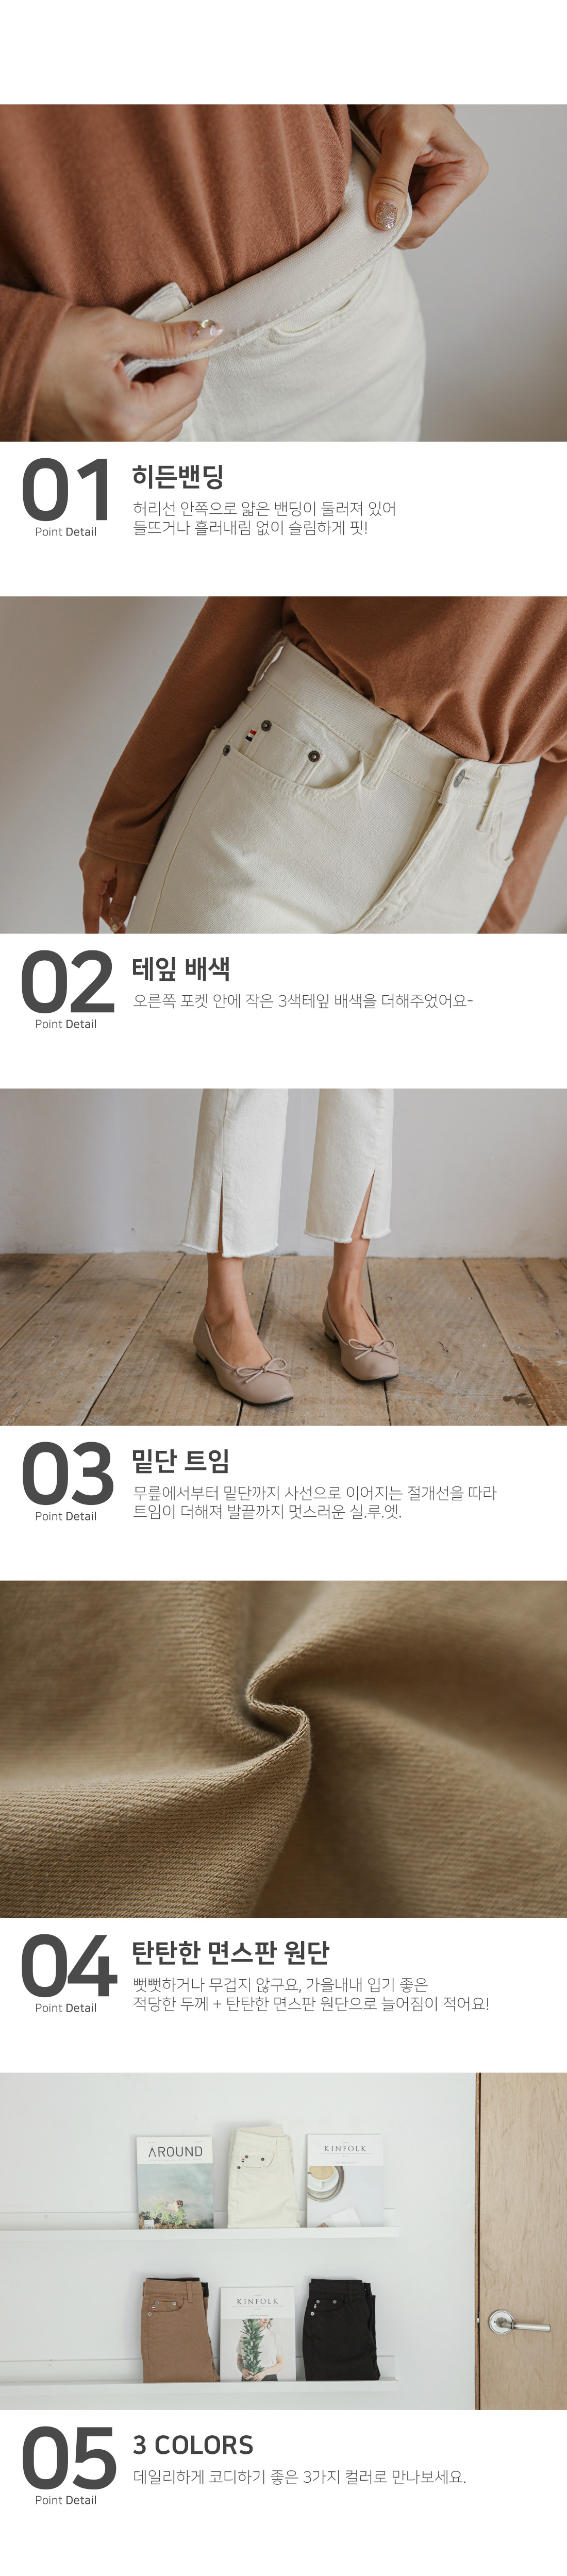 01
Point Detail
히든밴딩
허리선 안쪽으로 얇은 밴딩이 둘러져 있어
들뜨거나 흘러내림 없이 슬림하게 핏!
02
Point Detail
테잎 배색
오른쪽 포켓 안에 작은 3색테잎 배색을 더해주었어요-
03
Point Detail
밑단 트임
무릎에서부터 밑단까지 사선으로 이어지는 절개선을 따라
트임이 더해져 발끝까지 멋스러운 실.루.엣.
04
Point Detail
탄탄한 면스판 원단
뻣뻣하거나 무겁지 않구요, 가을내내 입기 좋은
적당한 두께 + 탄탄한 면스판 원단으로 늘어짐이 적어요!
AROUND
KINFOLK
KINFOLK
05
Point Detail
3 COLORS
데일리하게 코디하기 좋은 3가지 컬러로 만나보세요.